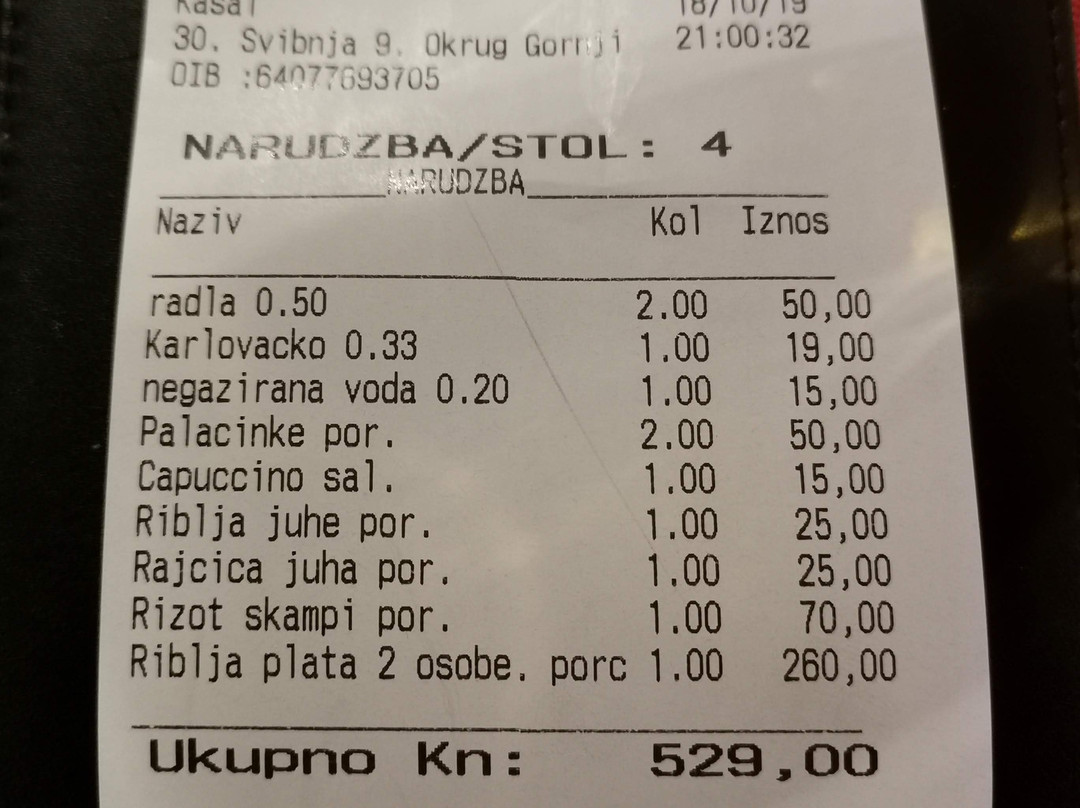 Kasa1 18/10/19
30. Svibnja 9. Okrug Gornji 21:00:32
OIB :64077693705
NARUDZBA/STOL: 4
NARUDZBA
Naziv Kol Iznos
radla 0.50 2.00 50,00
Karlovacko 0.33 1.00 19,00
negazirana voda 0.20 1.00 15,00
Palacinke por. 2.00 50,00
Capuccino sal. 1.00 15,00
Riblja juhe por. 1.00 25,00
Rajcica juha por. 1.00 25,00
Rizot skampi por. 1.00 70,00
Riblja plata 2 osobe. porc 1.00 260,00
Ukupno Kn: 529,00